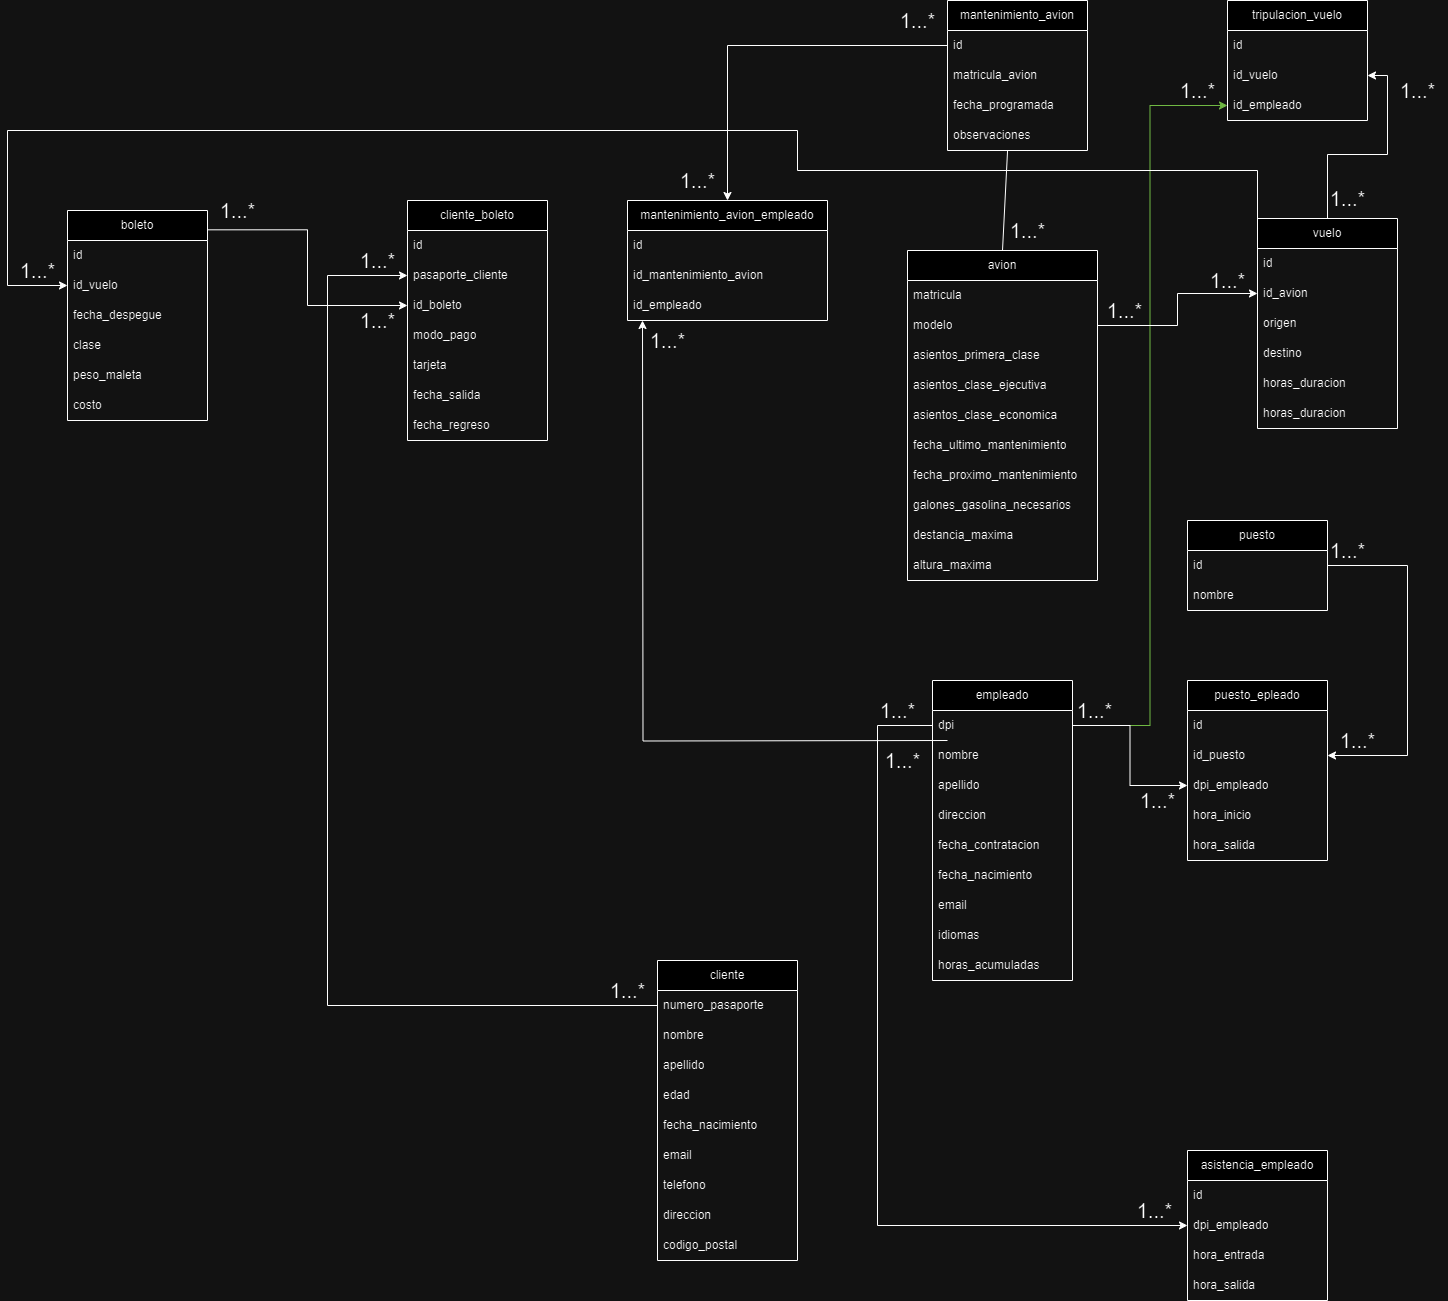 mantenimiento_avion
id
matricula_avion
fecha_programada
observaciones
1...*
tripulacion_vuelo
id
id_vuelo
id_empleado
1...*
1...*
boleto
id
id_vuelo
fecha_despegue
clase
peso_maleta
costo
1...*
1...*
cliente_boleto
id
pasaporte_cliente
id_boleto
modo_pago
tarjeta
fecha_salida
fecha_regreso
1...*
1...*
mantenimiento_avion_empleado
id
id_mantenimiento_avion
id_empleado
1...*
1...*
avion
matricula
modelo
asientos_primera_clase
asientos_clase_ejecutiva
asientos_clase_economica
fecha_ultimo_mantenimiento
fecha_proximo_mantenimiento
galones_gasolina_necesarios
destancia_maxima
altura_maxima
1...*
1...*
vuelo
id
id_avion
origen
destino
horas_duracion
horas_duracion
1...*
1...*
puesto
id
nombre
1...*
empleado
dpi
nombre
apellido
direccion
fecha_contratacion
fecha_nacimiento
email
idiomas
horas_acumuladas
1...*
1...*
1...*
puesto_epleado
id
id_puesto
dpi_empleado
hora_inicio
hora_salida
1...*
1...*
cliente
numero_pasaporte
nombre
apellido
edad
fecha_nacimiento
email
telefono
direccion
codigo_postal
1...*
asistencia_empleado
id
dpi_empleado
hora_entrada
hora_salida
1...*